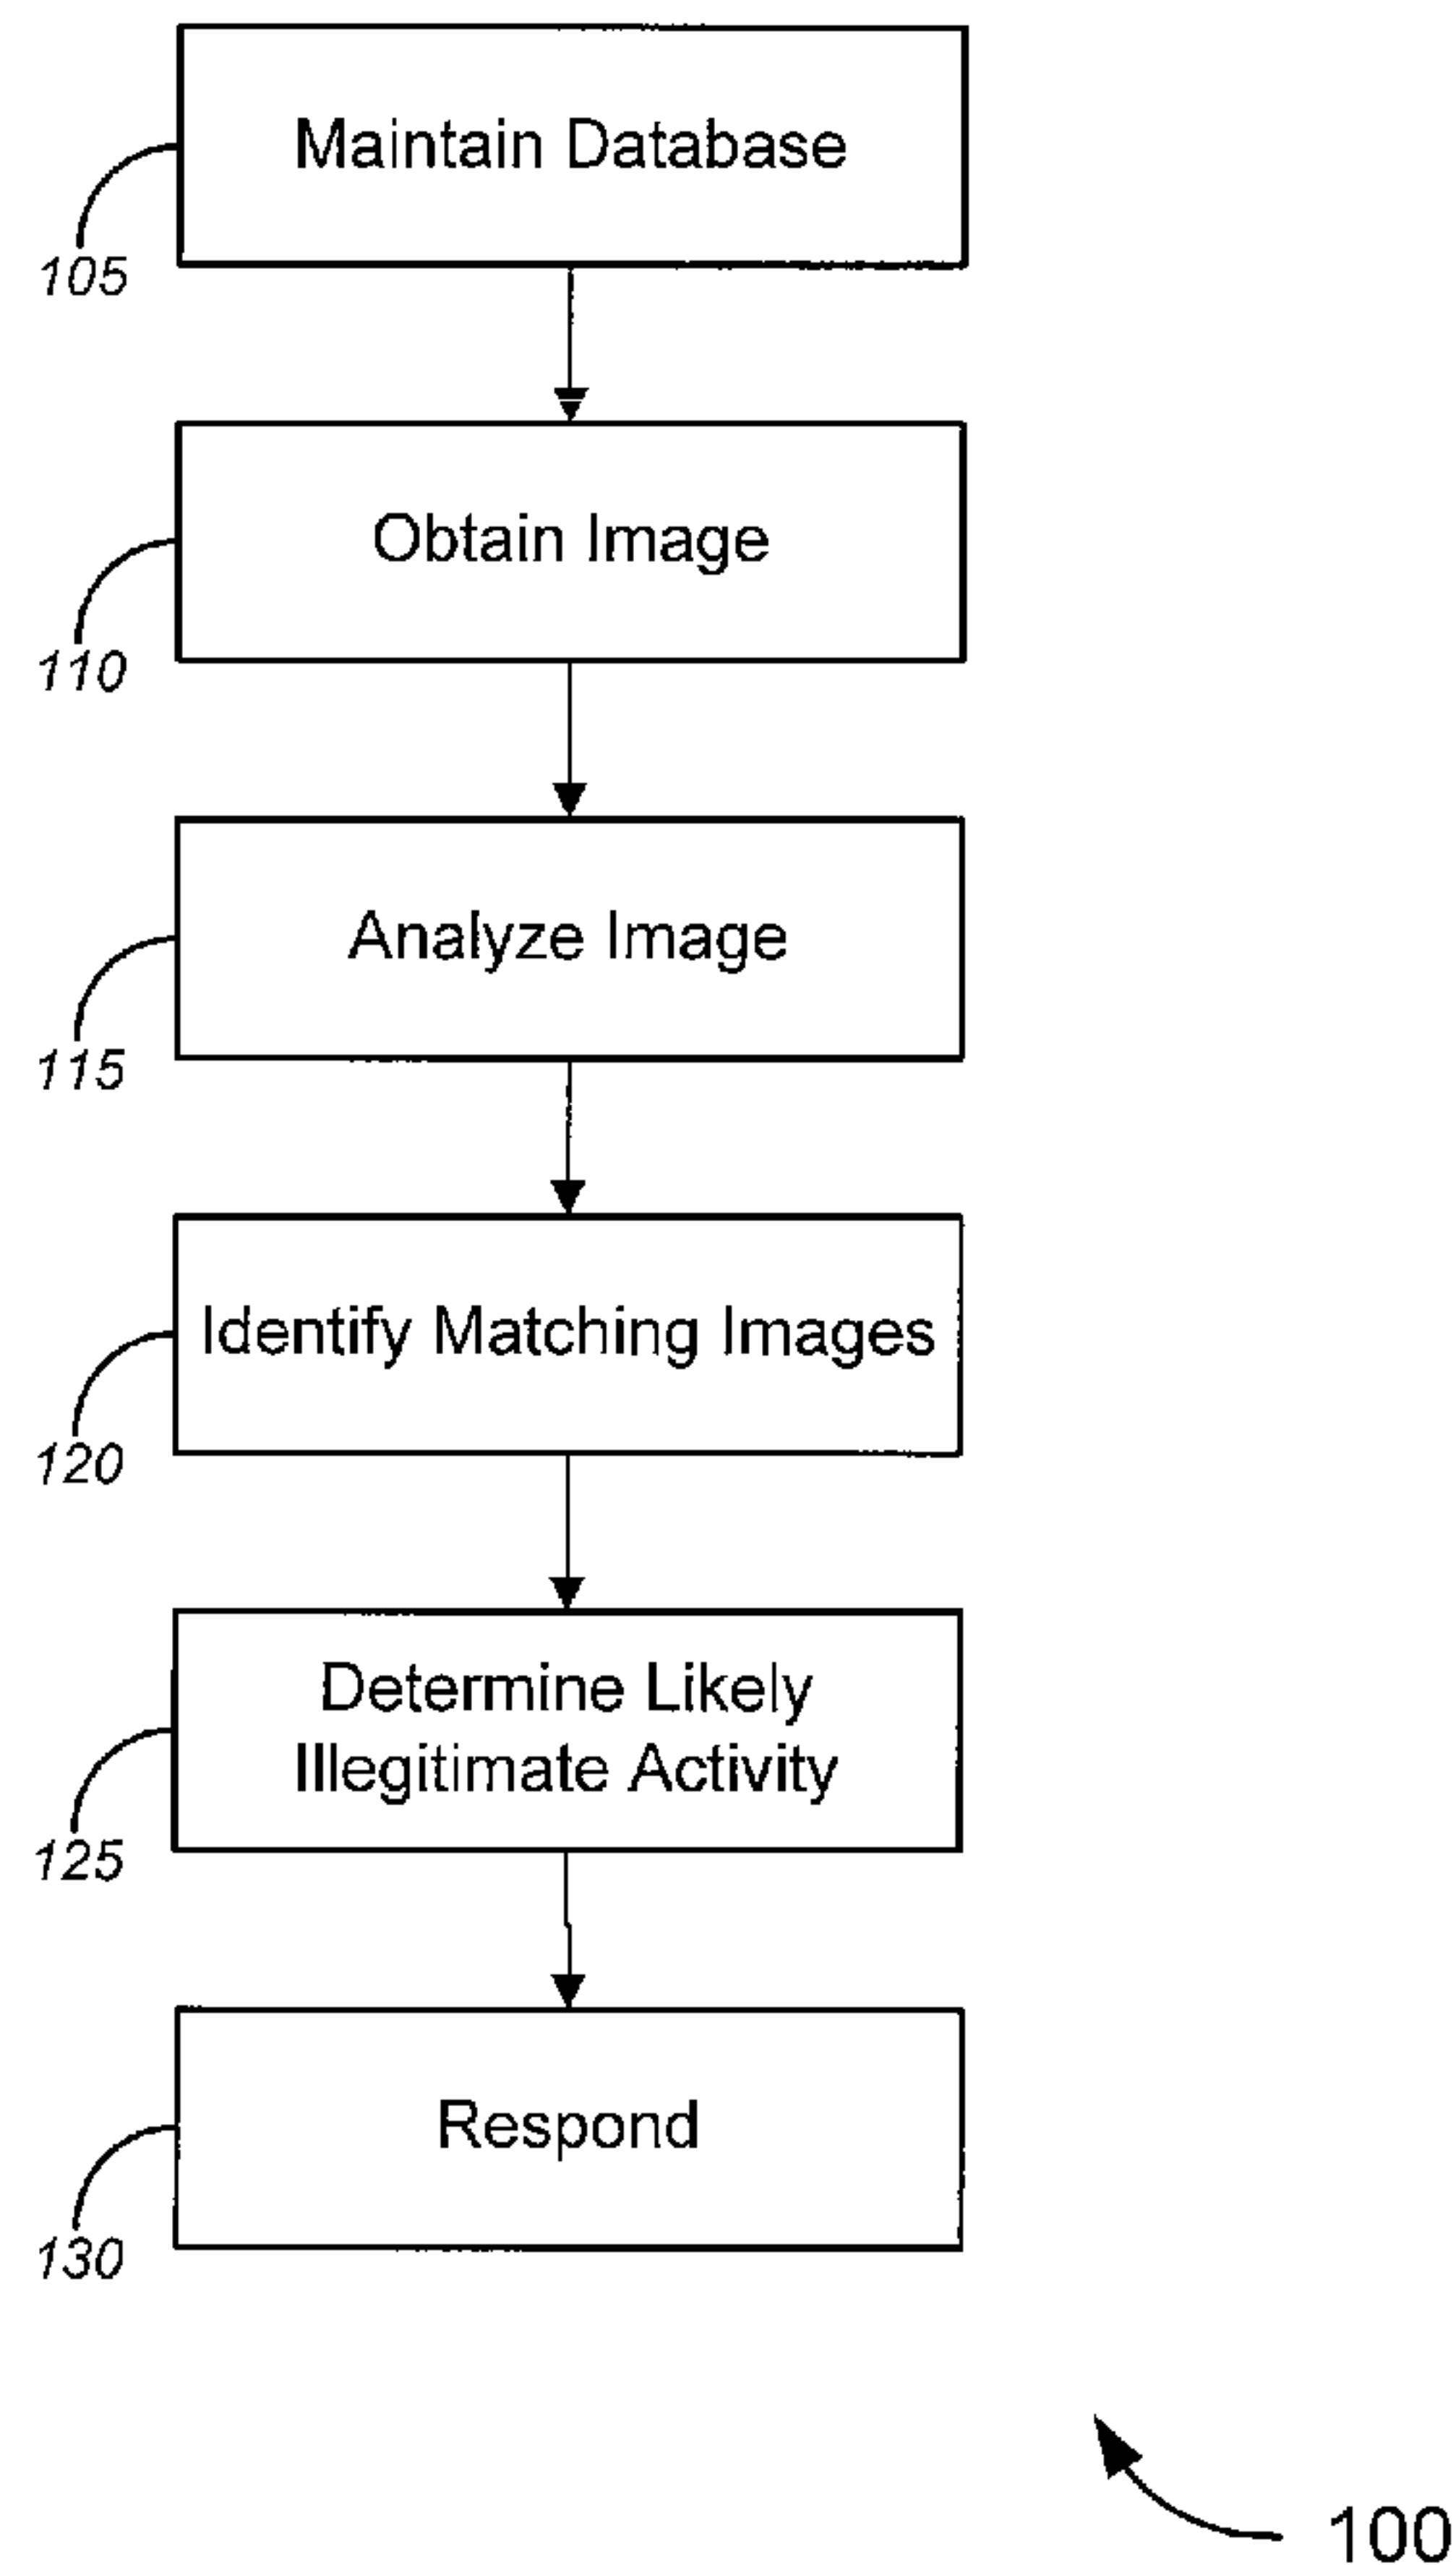 Maintain Database
105
Obtain Image
110
Analyze Image
115
Identify Matching Images
120
Determine Likely
Illegitimate Activity
125
Respond
130
100